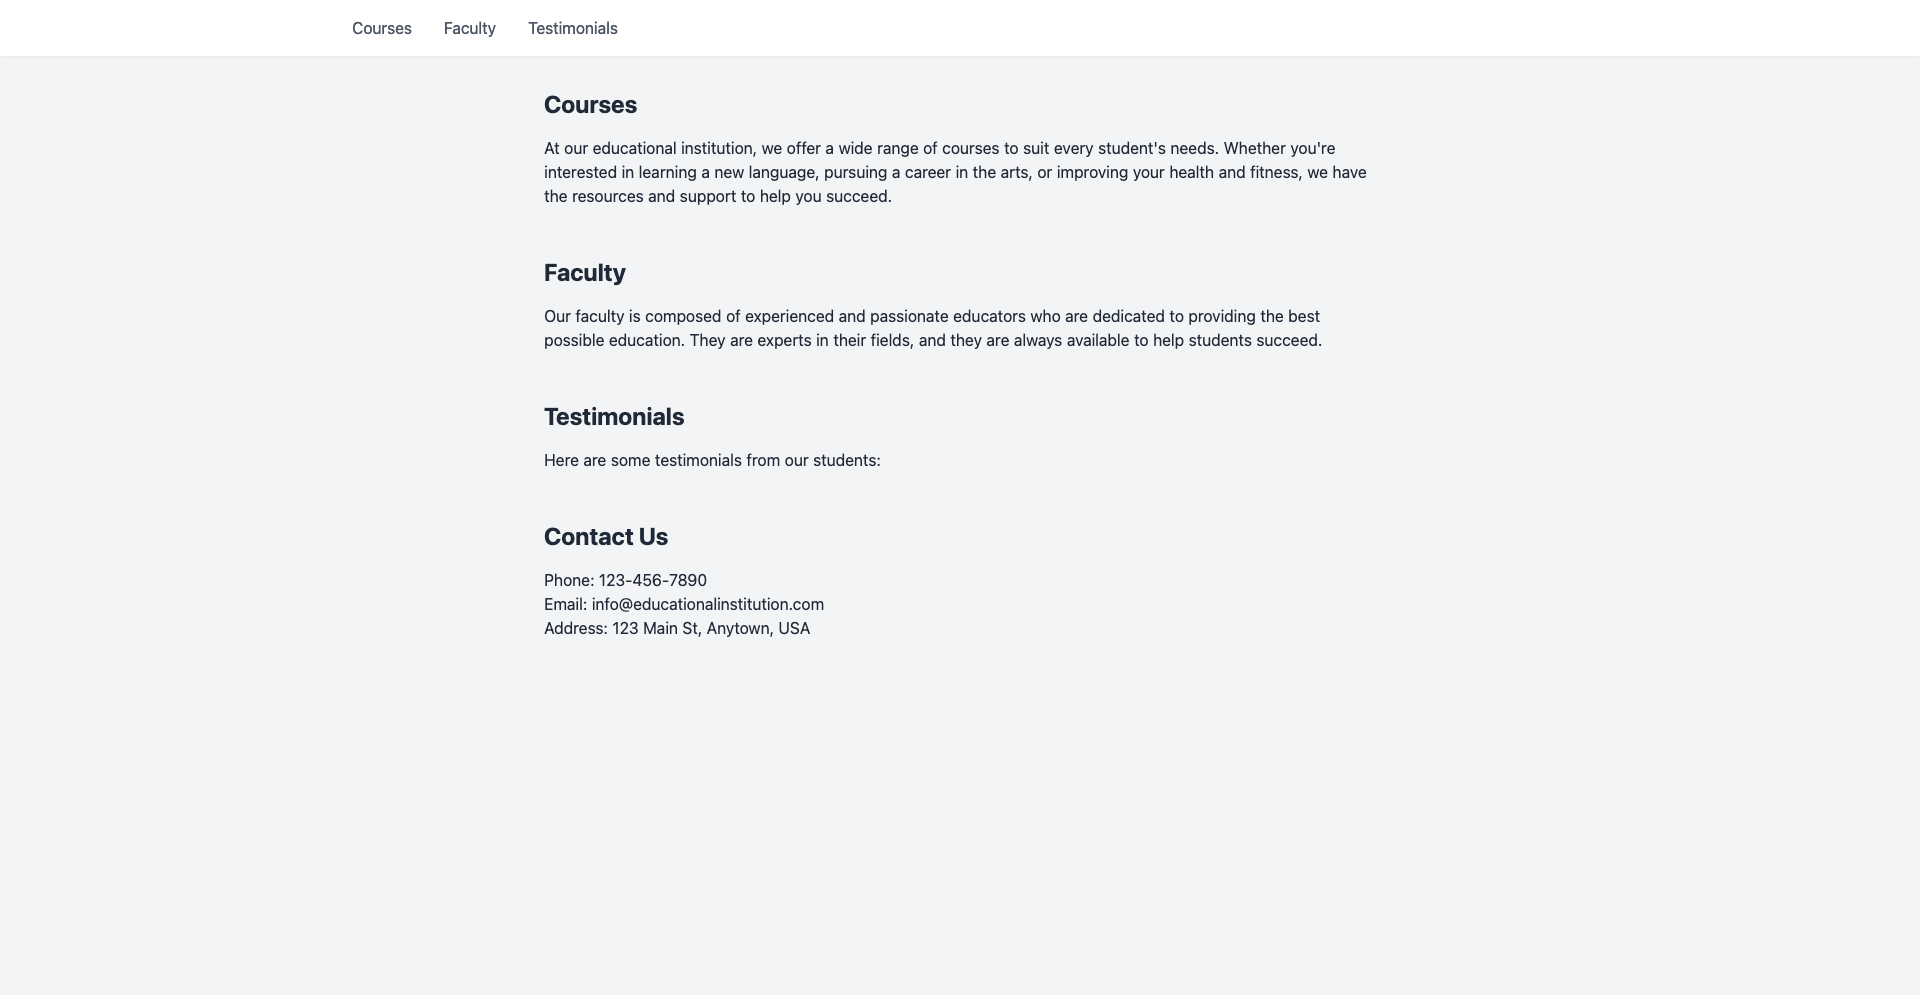 Courses Faculty Testimonials
Courses
At our educational institution, we offer a wide range of courses to suit every student's needs. Whether you're
interested in learning a new language, pursuing a career in the arts, or improving your health and fitness, we have
the resources and support to help you succeed.
Faculty
Our faculty is composed of experienced and passionate educators who are dedicated to providing the best
possible education. They are experts in their fields, and they are always available to help students succeed.
Testimonials
Here are some testimonials from our students:
Contact Us
Phone: 123-456-7890
Email: info@educationalinstitution.com
Address: 123 Main St, Anytown, USA